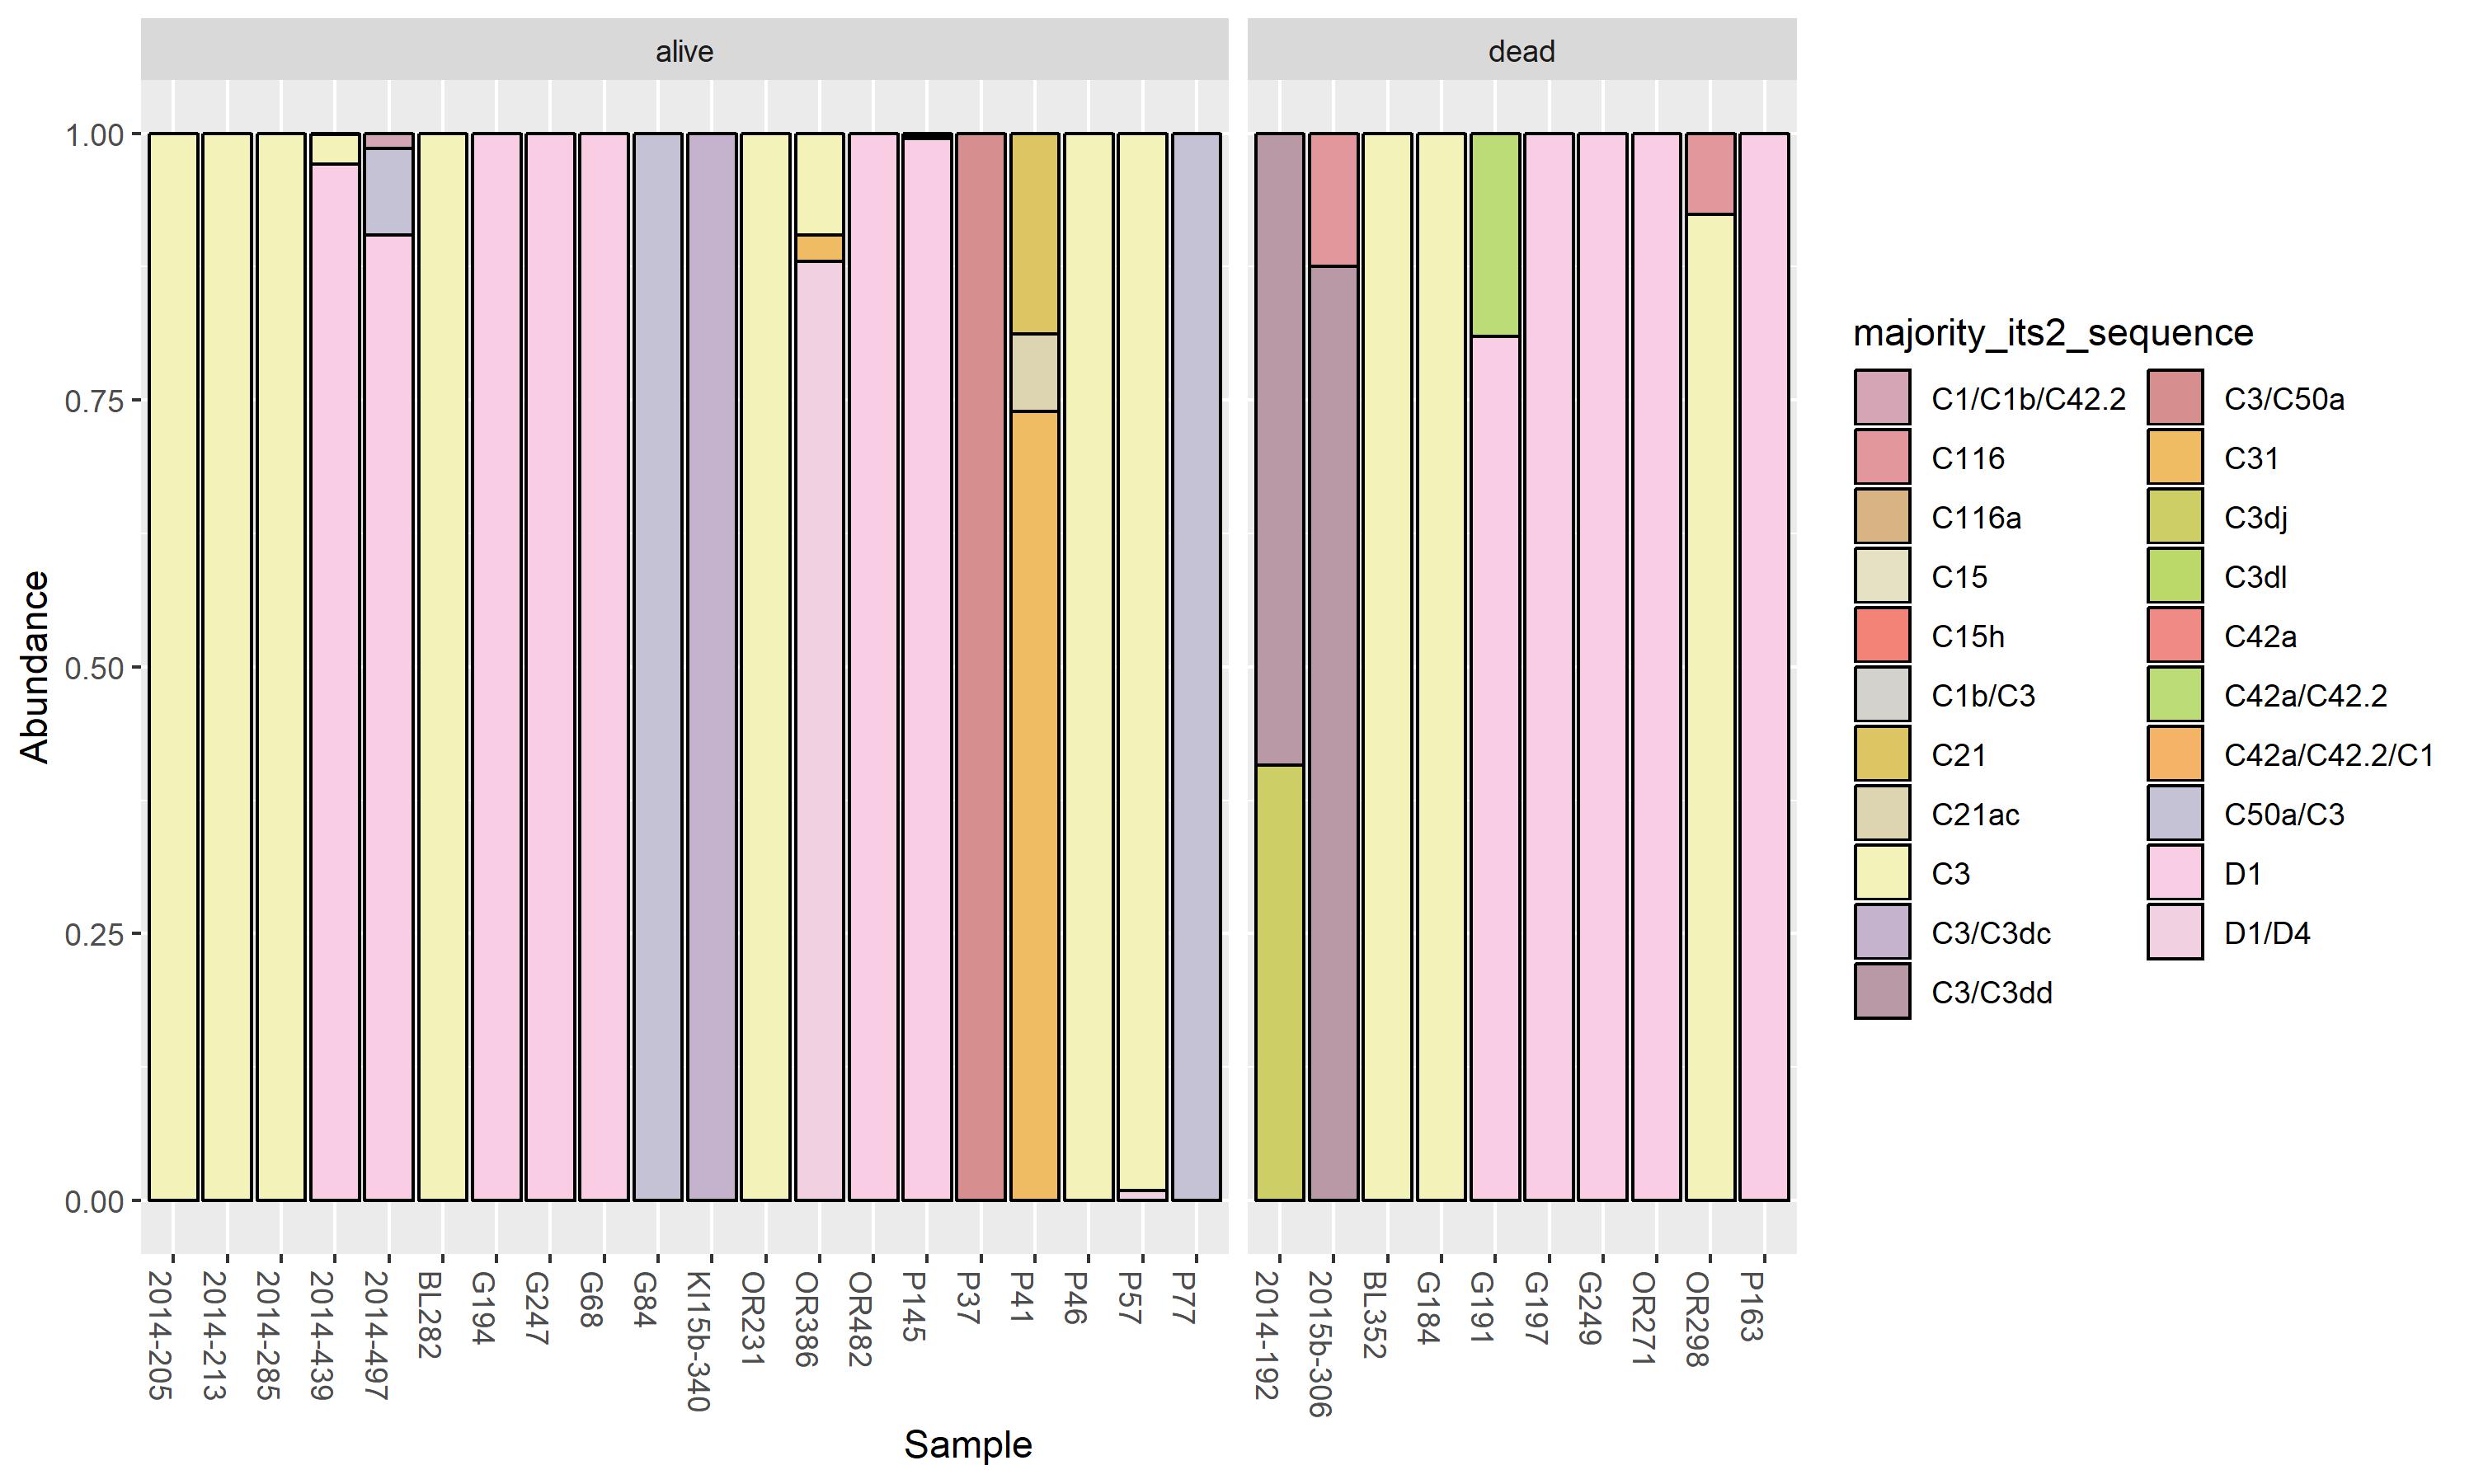 alive
dead
1.00
0.75
0.50
0.25
0.00
Abundance
2014-205
2014-213
2014-285
2014-439
2014-497
BL282
G194
G247
G68
G84
KI15b-340
OR231
OR386
OR482
P145
P37
P41
P46
P57
P77
2014-192
2015b-306
BL352
G184
G191
G197
G249
OR271
OR298
P163
Sample
majority_its2_sequence
C1/C1b/C42.2
C116
C116a
C15
C15h
C1b/C3
C21
C21ac
C3
C3/C3dc
C3/C3dd
C3/C50a
C31
C3dj
C3dl
C42a
C42a/C42.2
C42a/C42.2/C1
C50a/C3
D1
D1/D4